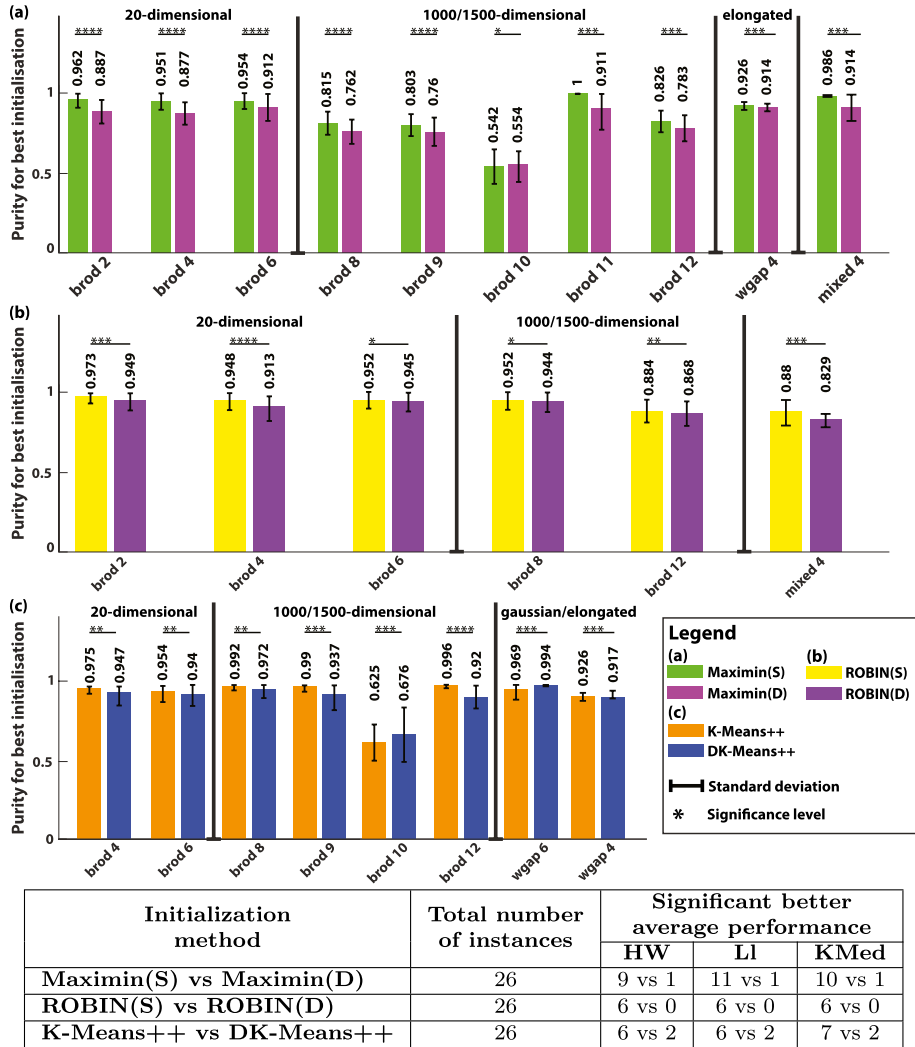 (a)
20-dimensional
1000/1500-dimensional
elongated
Purity for best initialisation
1
0.5
0
**** **** **** **** **** * *** *** *** ***
0.962 0.887 0.951 0.877 0.954 0.912 0.815 0.762 0.803 0.76 0.542 0.554 1 0.911 0.826 0.783 0.926 0.914 0.986 0.914
brod 2 brod 4 brod 6 brod 8 brod 9 brod 10 brod 11 brod 12 wgap 4 mixed 4
(b)
20-dimensional
1000/1500-dimensional
Purity for best initialisation
1
0.5
0
*** **** * * ** ***
0.973 0.949 0.948 0.913 0.952 0.945 0.952 0.944 0.884 0.868 0.88 0.829
brod 2 brod 4 brod 6 brod 8 brod 12 mixed 4
(c)
20-dimensional
1000/1500-dimensional
gaussian/elongated
Purity for best initialisation
1
0.5
0
** ** ** *** *** **** *** ***
0.975 0.947 0.954 0.94 0.992 0.972 0.99 0.937 0.625 0.676 0.996 0.92 0.969 0.994 0.926 0.917
brod 4 brod 6 brod 8 brod 9 brod 10 brod 12 wgap 6 wgap 4
Legend
(a)
Maximin(S)
Maximin(D)
(b)
ROBIN(S)
ROBIN(D)
(c)
K-Means++
DK-Means++
Standard deviation
* Significance level
Initialization method
Total number of instances
Significant better average performance
HW Ll KMed
Maximin(S) vs Maximin(D) 26 9 vs 1 11 vs 1 10 vs 1
ROBIN(S) vs ROBIN(D) 26 6 vs 0 6 vs 0 6 vs 0
K-Means++ vs DK-Means++ 26 6 vs 2 6 vs 2 7 vs 2